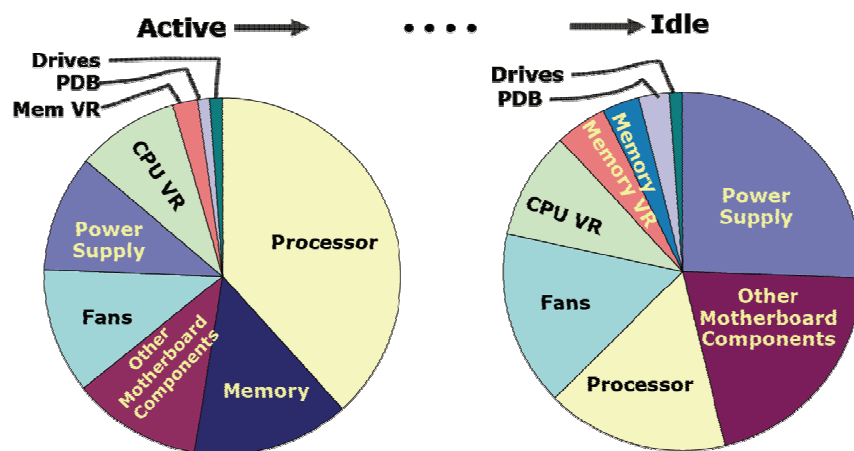 Active
Idle
Drives
PDB
Mem VR
CPU VR
Power
Supply
Processor
Fans
Other
Motherboard
Components
Memory
Drives
PDB
Memory
Memory VR
CPU VR
Power
Supply
Fans
Other
Motherboard
Components
Processor